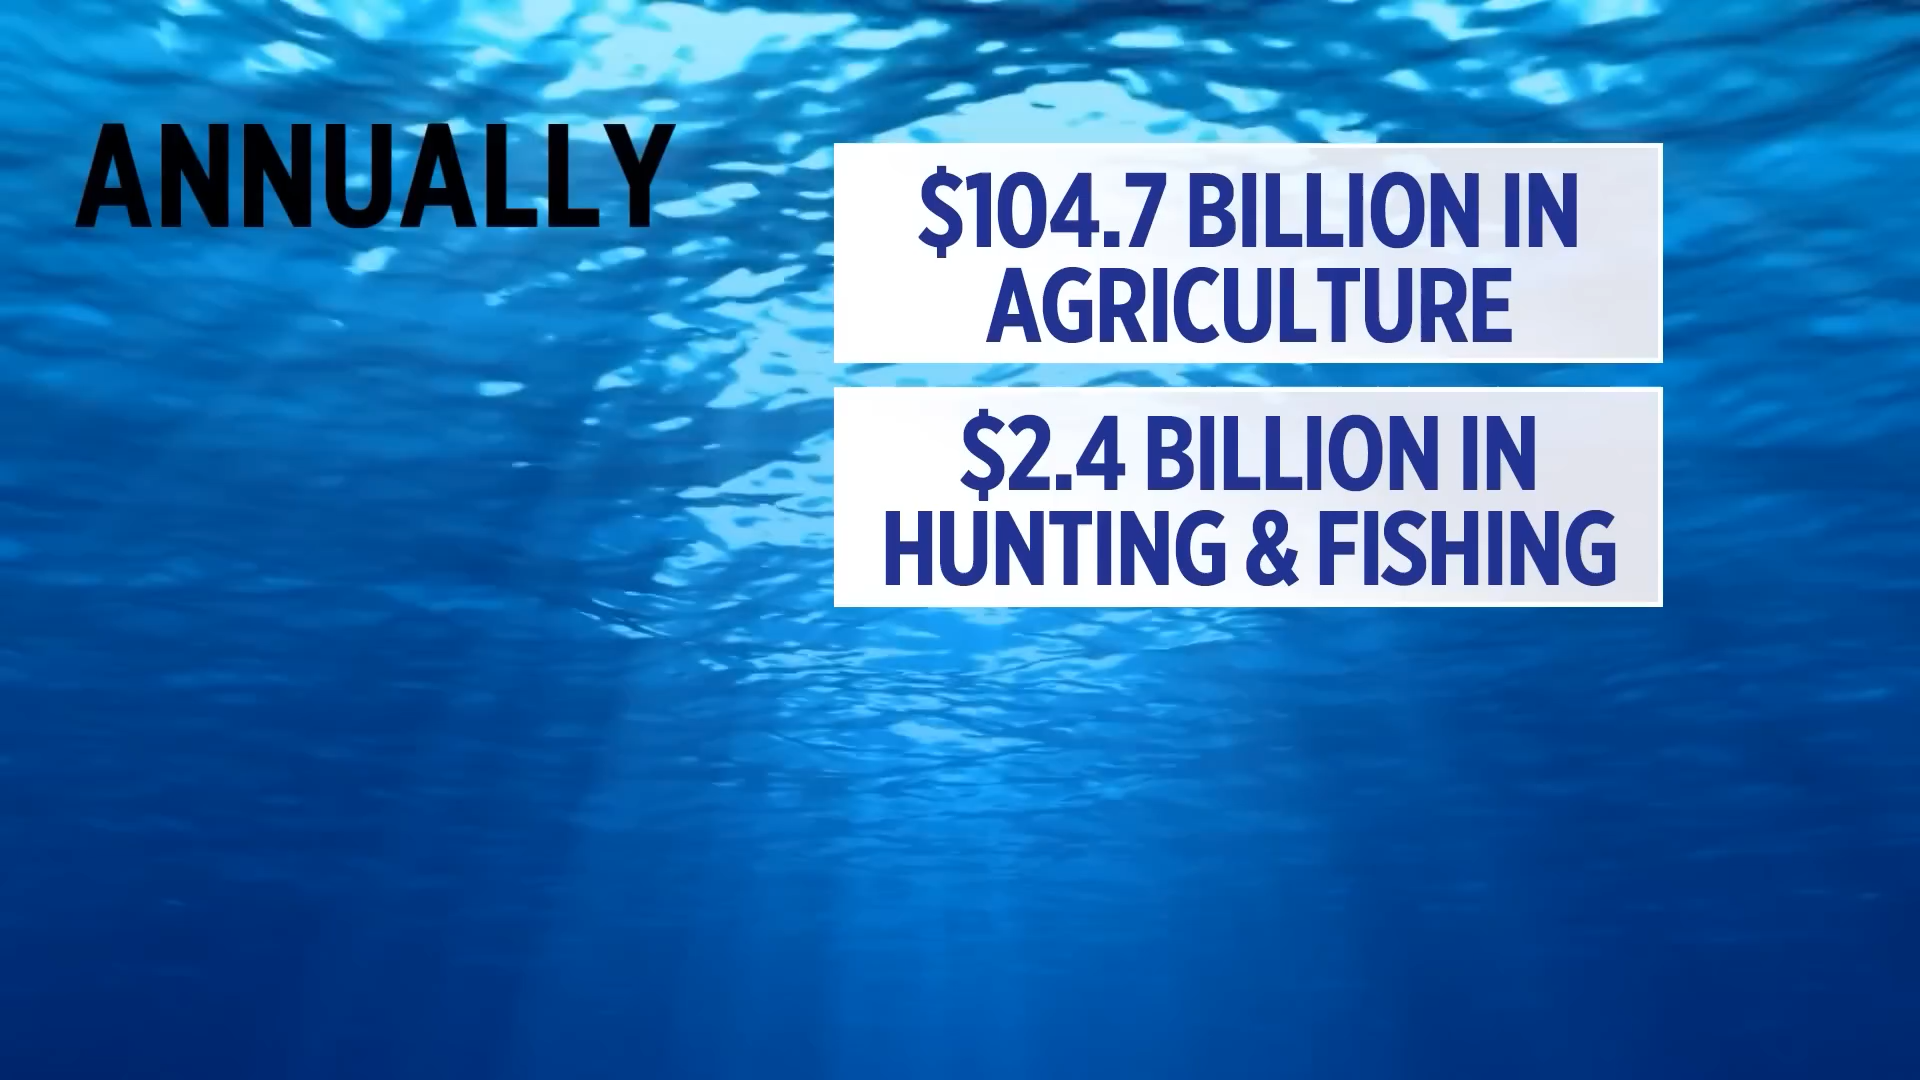 ANNUALLY
$104.7 BILLION IN
AGRICULTURE
$2.4 BILLION IN
HUNTING & FISHING